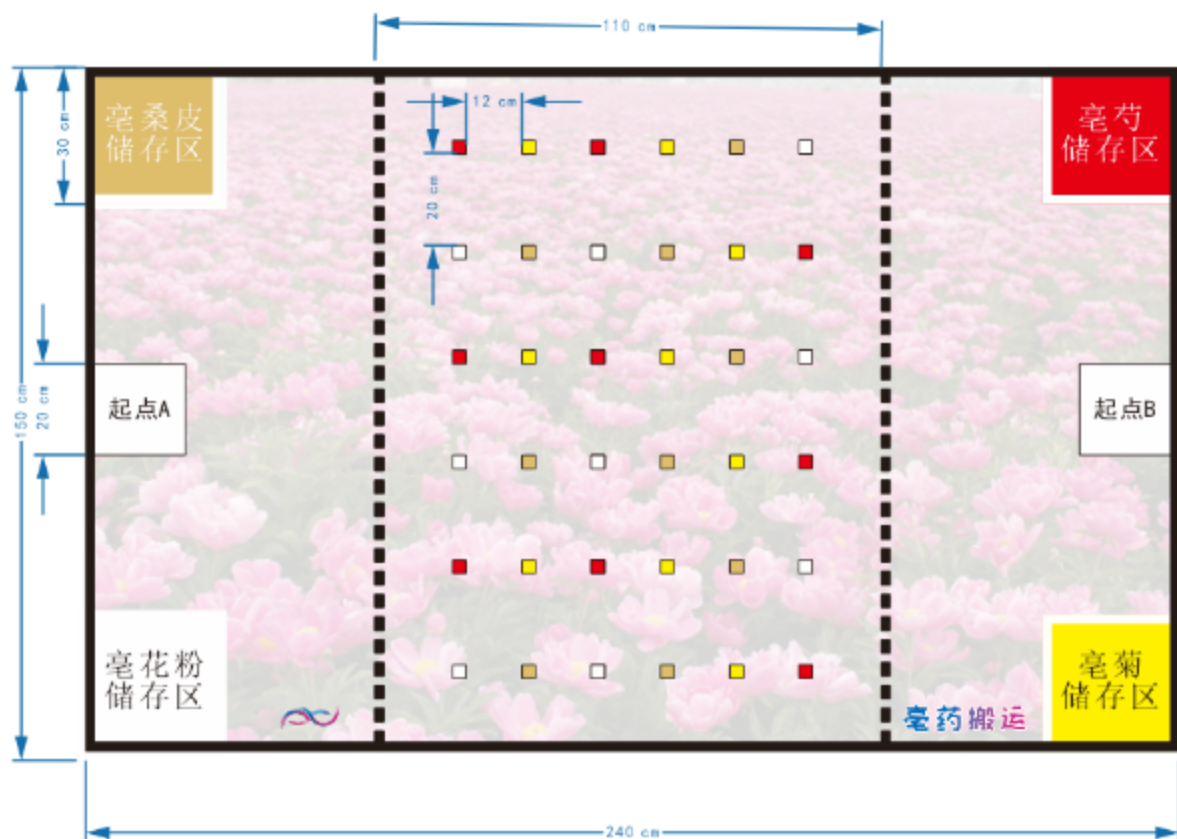 110 cm
亳桑皮
储存区
30 cm
12 cm
20 cm
亳芍
储存区
150 cm
20 cm
起点A
起点B
亳花粉
储存区
亳药搬运
亳菊
储存区
240 cm